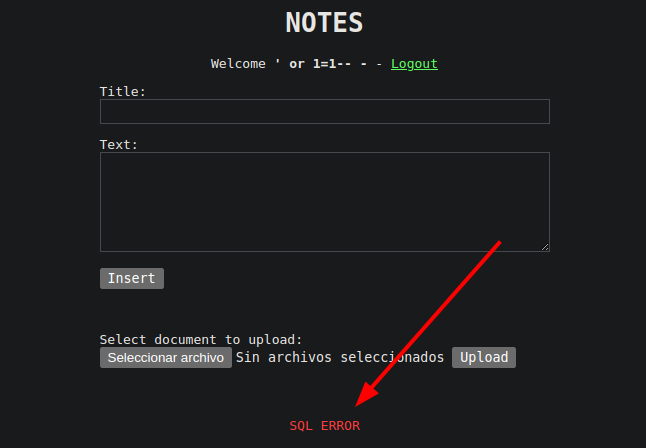 NOTES
Welcome ' or 1=1-- - - Logout
Title:
Text:
Insert
Select document to upload:
Seleccionar archivo Sin archivos seleccionados Upload
SQL ERROR